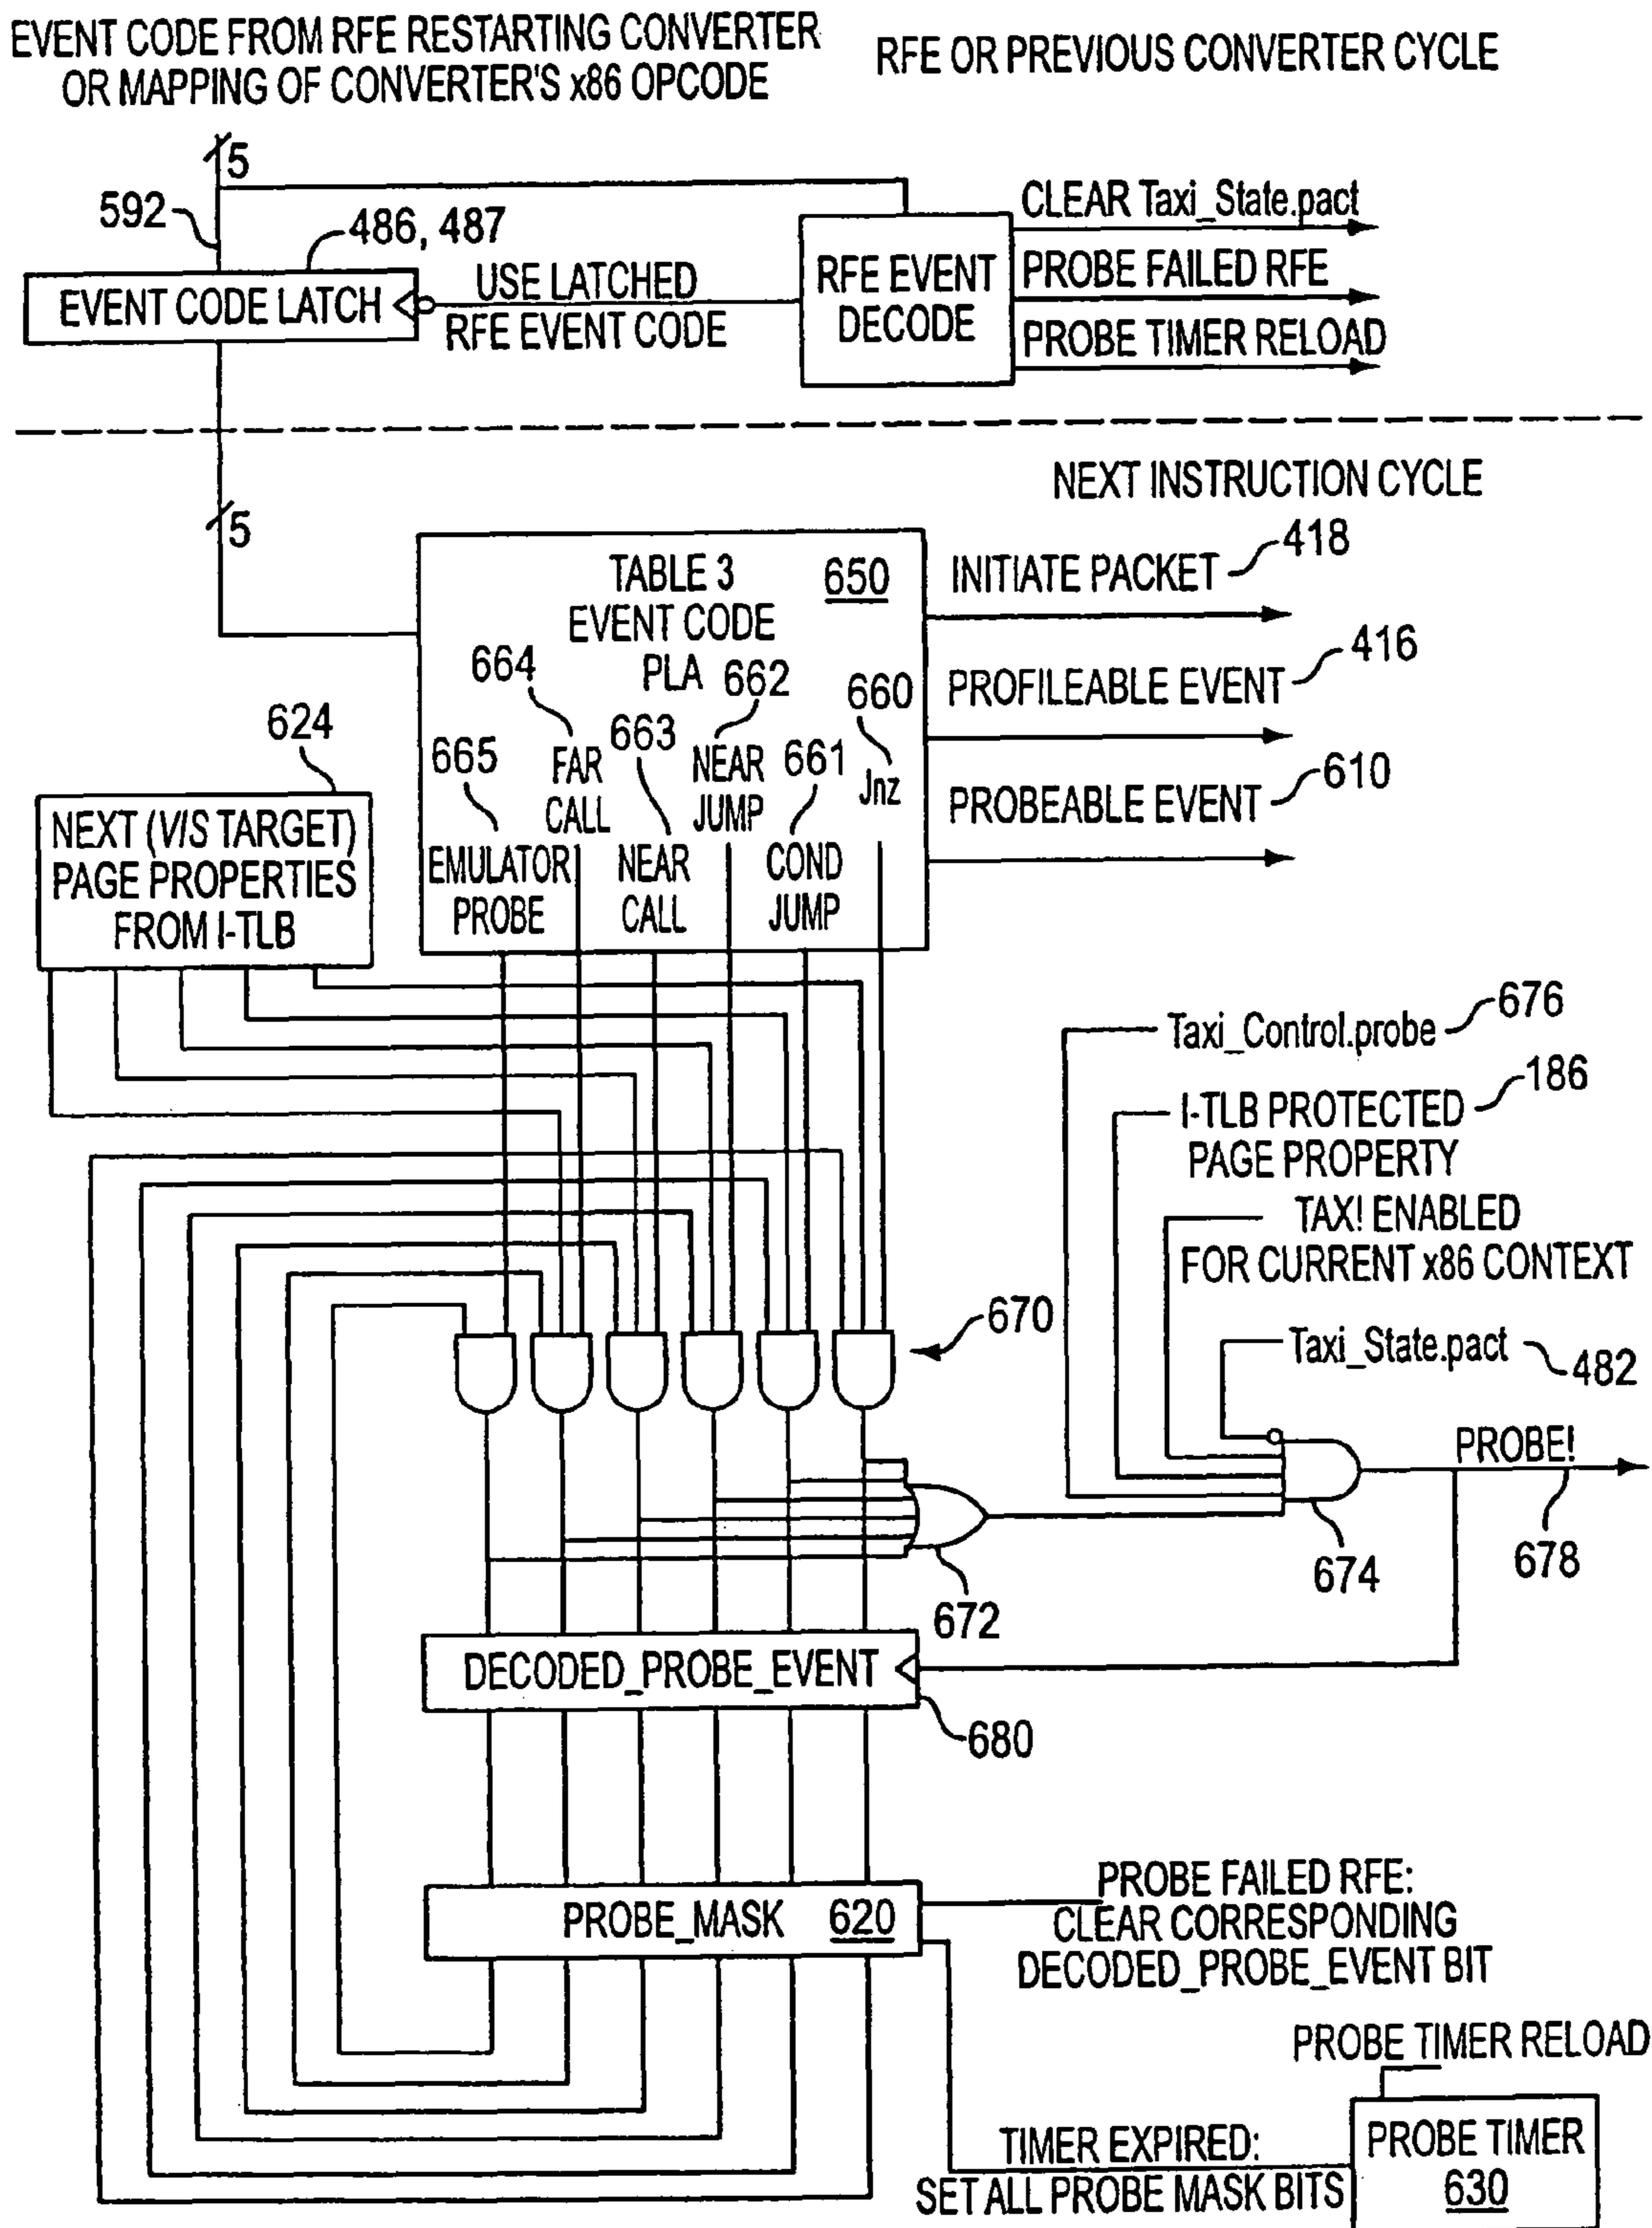 EVENT CODE FROM RFE RESTARTING CONVERTER
OR MAPPING OF CONVERTER'S x86 OPCODE
RFE OR PREVIOUS CONVERTER CYCLE
5
592
486, 487
EVENT CODE LATCH
USE LATCHED
RFE EVENT CODE
RFE EVENT
DECODE
CLEAR Taxi_State.pact
PROBE FAILED RFE
PROBE TIMER RELOAD
NEXT INSTRUCTION CYCLE
5
TABLE 3
EVENT CODE
PLA
650
INITIATE PACKET
418
PROFILEABLE EVENT
416
PROBEABLE EVENT
610
664
FAR
CALL
663
NEAR
CALL
662
NEAR
JUMP
661
COND
JUMP
660
Jnz
665
EMULATOR
PROBE
624
NEXT (VIS TARGET)
PAGE PROPERTIES
FROM I-TLB
Taxi_Control.probe
676
I-TLB PROTECTED
PAGE PROPERTY
186
TAX! ENABLED
FOR CURRENT x86 CONTEXT
Taxi_State.pact
482
670
PROBE!
678
674
672
DECODED_PROBE_EVENT
680
PROBE_MASK
620
PROBE FAILED RFE:
CLEAR CORRESPONDING
DECODED_PROBE_EVENT BIT
PROBE TIMER RELOAD
TIMER EXPIRED:
SET ALL PROBE MASK BITS
PROBE TIMER
630